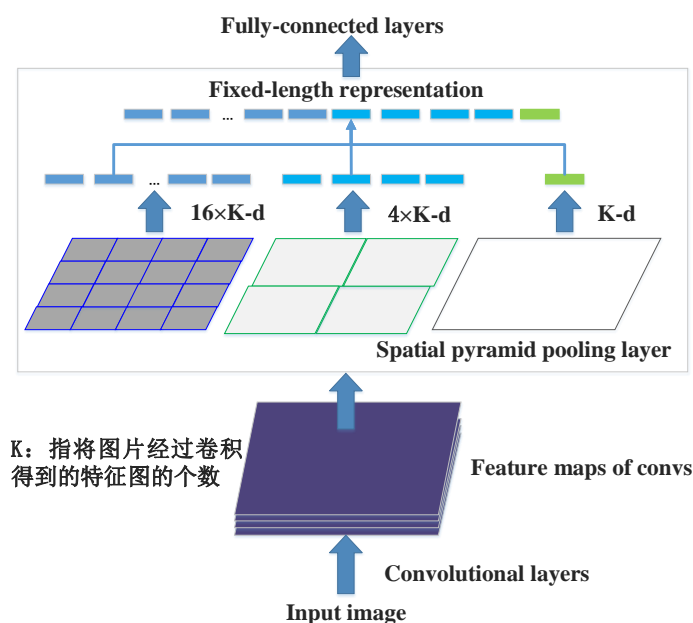 Fully-connected layers
Fixed-length representation
...
...
16×K-d
4×K-d
K-d
Spatial pyramid pooling layer
K: 指将图片经过卷积
得到的特征图的个数
Feature maps of convs
Convolutional layers
Input image